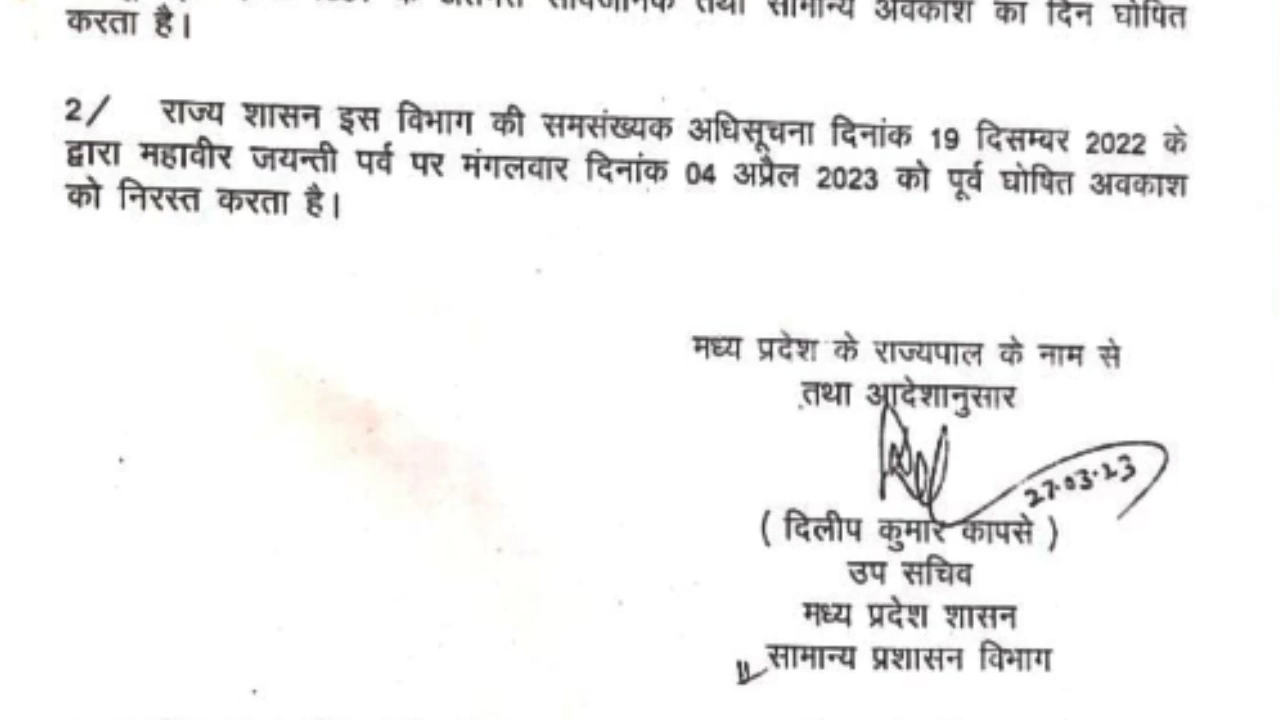 तथा सामान्य अवकाश का दिन घोषित
करता है।
2/ राज्य शासन इस विभाग की समसंख्यक अधिसूचना दिनांक 19 दिसम्बर 2022 के
द्वारा महावीर जयन्ती पर्व पर मंगलवार दिनांक 04 अप्रैल 2023 को पूर्व घोषित अवकाश
को निरस्त करता है।
मध्य प्रदेश के राज्यपाल के नाम से
तथा आदेशानुसार
27.03.23
( दिलीप कुमार कापसे )
उप सचिव
मध्य प्रदेश शासन
सामान्य प्रशासन विभाग